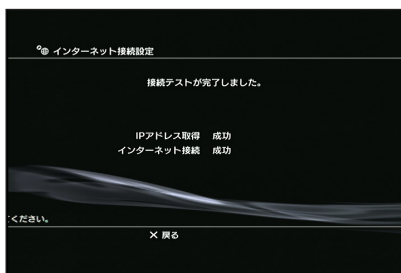 インターネット接続設定
接続テストが完了しました。
IPアドレス取得 成功
インターネット接続 成功
ください。
✕ 戻る